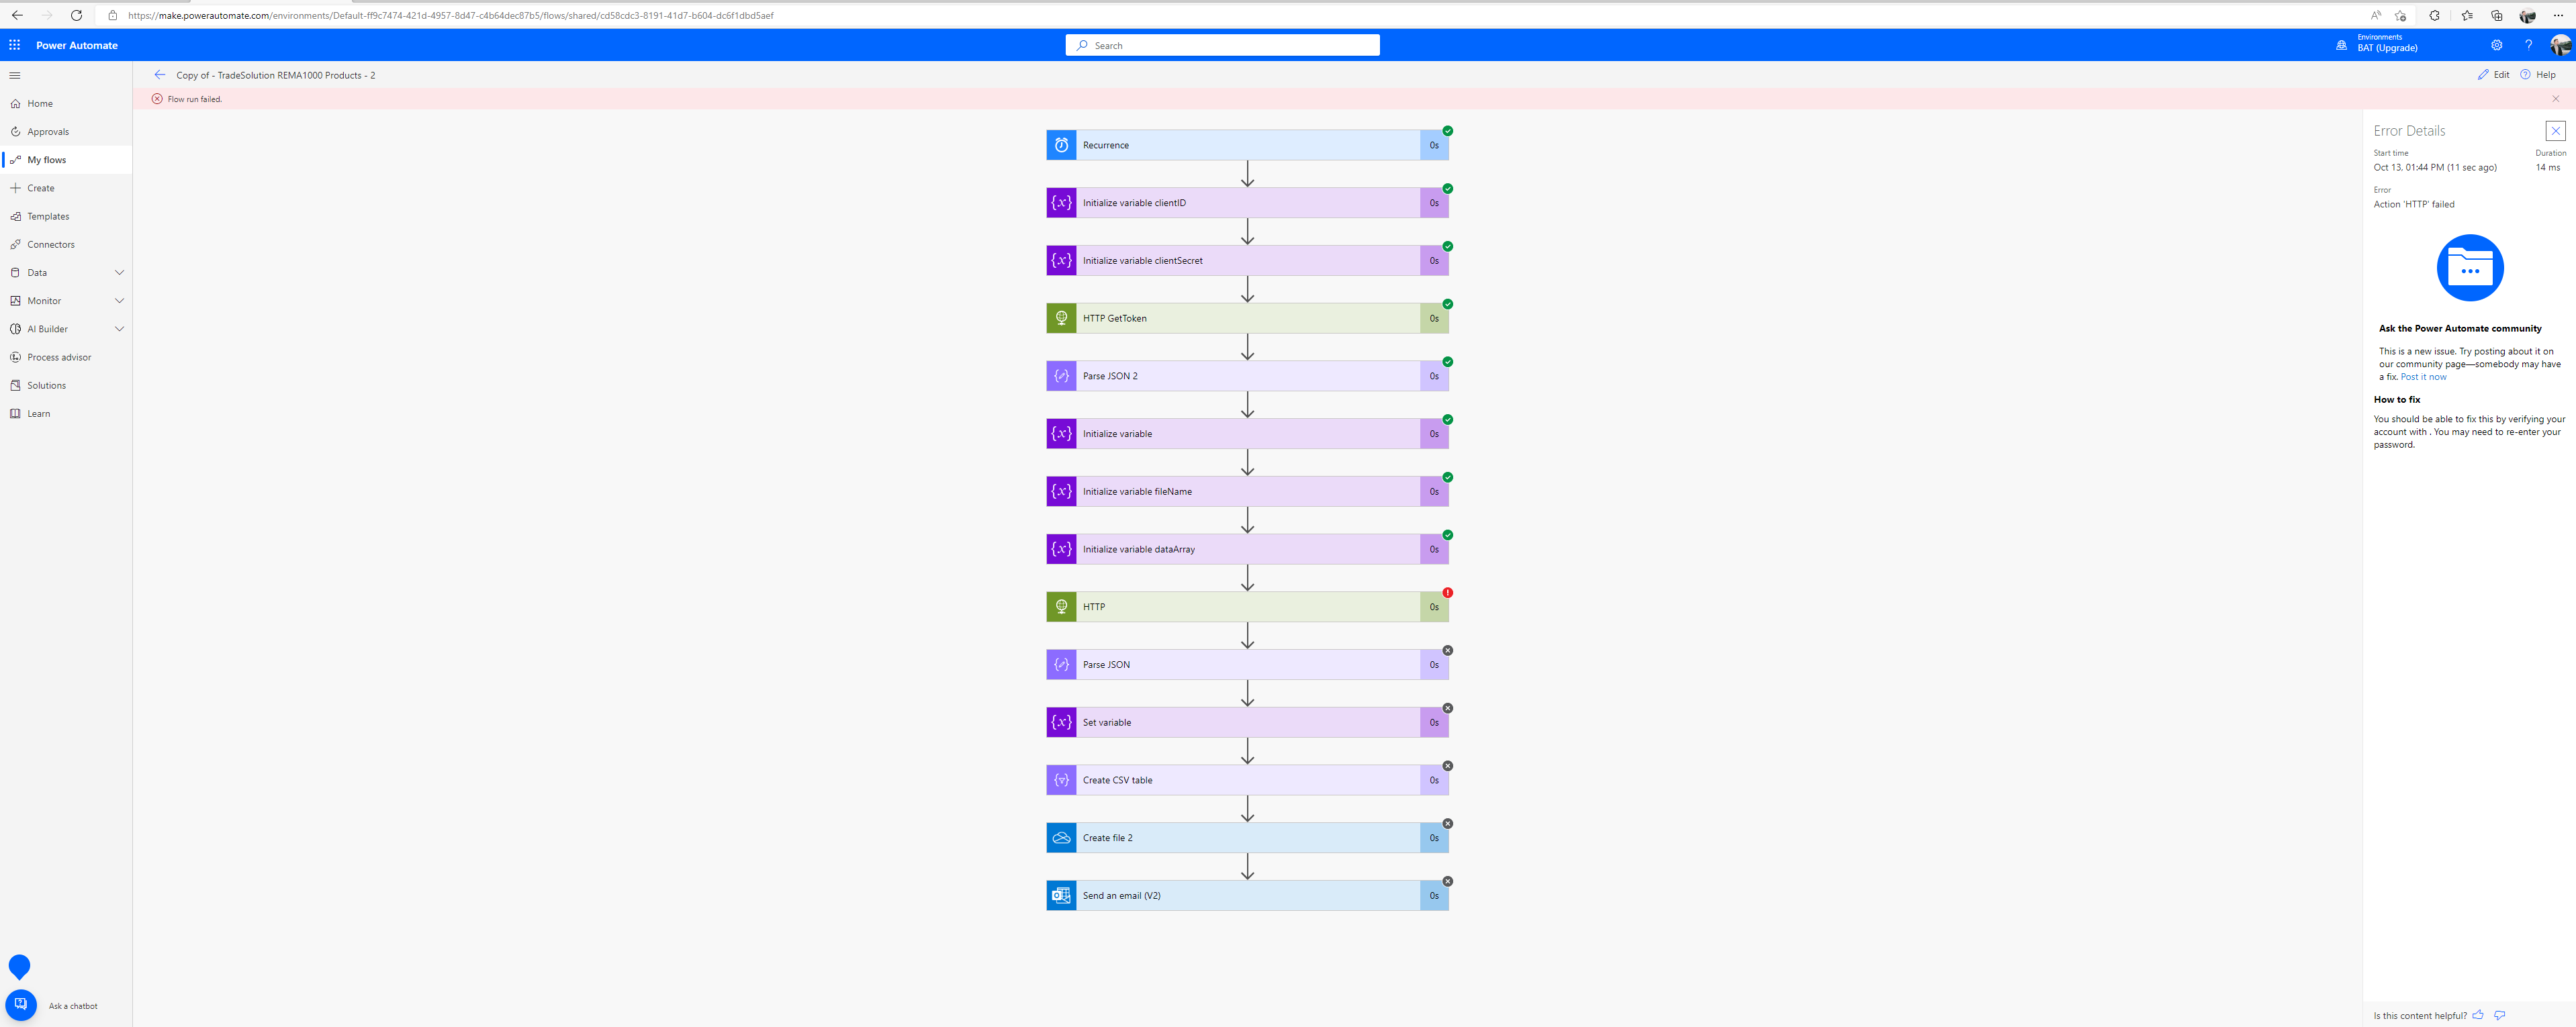 https://make.powerautomate.com/environments/Default-ff9c7474-421d-4957-8d47-c4b64dec87b5/flows/shared/cd58cdc3-8191-41d7-b604-dc6f1dbd5aef
Power Automate
Search
Environments
BAT (Upgrade)
Copy of - TradeSolution REMA1000 Products - 2
Edit
Help
Flow run failed.
Home
Approvals
My flows
Create
Templates
Connectors
Data
Monitor
AI Builder
Process advisor
Solutions
Learn
Ask a chatbot
Recurrence 0s
Initialize variable clientID 0s
Initialize variable clientSecret 0s
HTTP GetToken 0s
Parse JSON 2 0s
Initialize variable 0s
Initialize variable fileName 0s
Initialize variable dataArray 0s
HTTP 0s
Parse JSON 0s
Set variable 0s
Create CSV table 0s
Create file 2 0s
Send an email (V2) 0s
Error Details
Start time Duration
Oct 13, 01:44 PM (11 sec ago) 14 ms
Error
Action 'HTTP' failed
Ask the Power Automate community
This is a new issue. Try posting about it on
our community page—somebody may have
a fix. Post it now
How to fix
You should be able to fix this by verifying your
account with . You may need to re-enter your
password.
Is this content helpful?